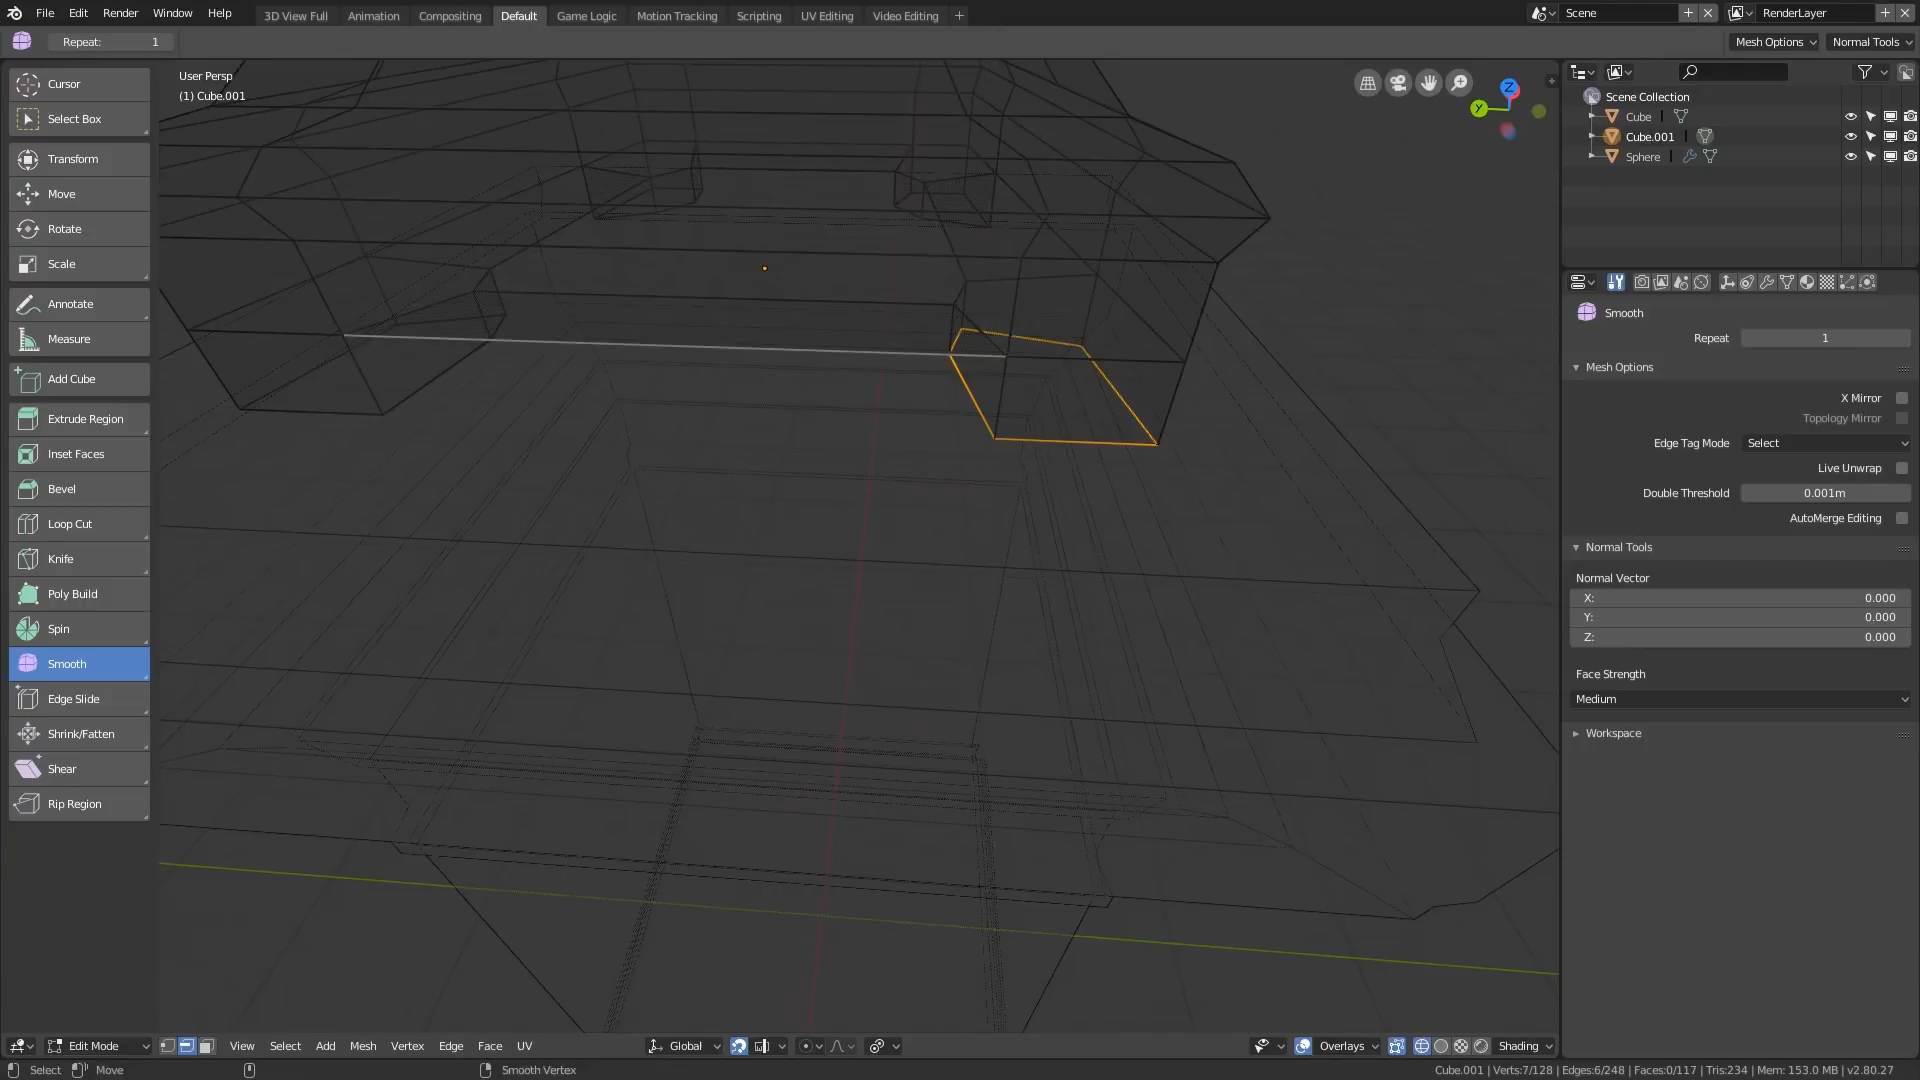 File Edit Render Window Help
3D View Full Animation Compositing Default Game Logic Motion Tracking Scripting UV Editing Video Editing
Scene
RenderLayer
Repeat: 1
Mesh Options Normal Tools
Cursor
Select Box
Transform
Move
Rotate
Scale
Annotate
Measure
Add Cube
Extrude Region
Inset Faces
Bevel
Loop Cut
Knife
Poly Build
Spin
Smooth
Edge Slide
Shrink/Fatten
Shear
Rip Region
User Persp
(1) Cube.001
Z
Y
Scene Collection
Cube
Cube.001
Sphere
Smooth
Repeat 1
Mesh Options
X Mirror
Topology Mirror
Edge Tag Mode Select
Live Unwrap
Double Threshold 0.001m
AutoMerge Editing
Normal Tools
Normal Vector
X: 0.000
Y: 0.000
Z: 0.000
Face Strength
Medium
Workspace
Edit Mode View Select Add Mesh Vertex Edge Face UV Global Overlays Shading
Select Move Smooth Vertex
Cube.001 | Verts:7/128 | Edges:6/248 | Faces:0/117 | Tris:234 | Mem: 153.0 MB | v2.80.27